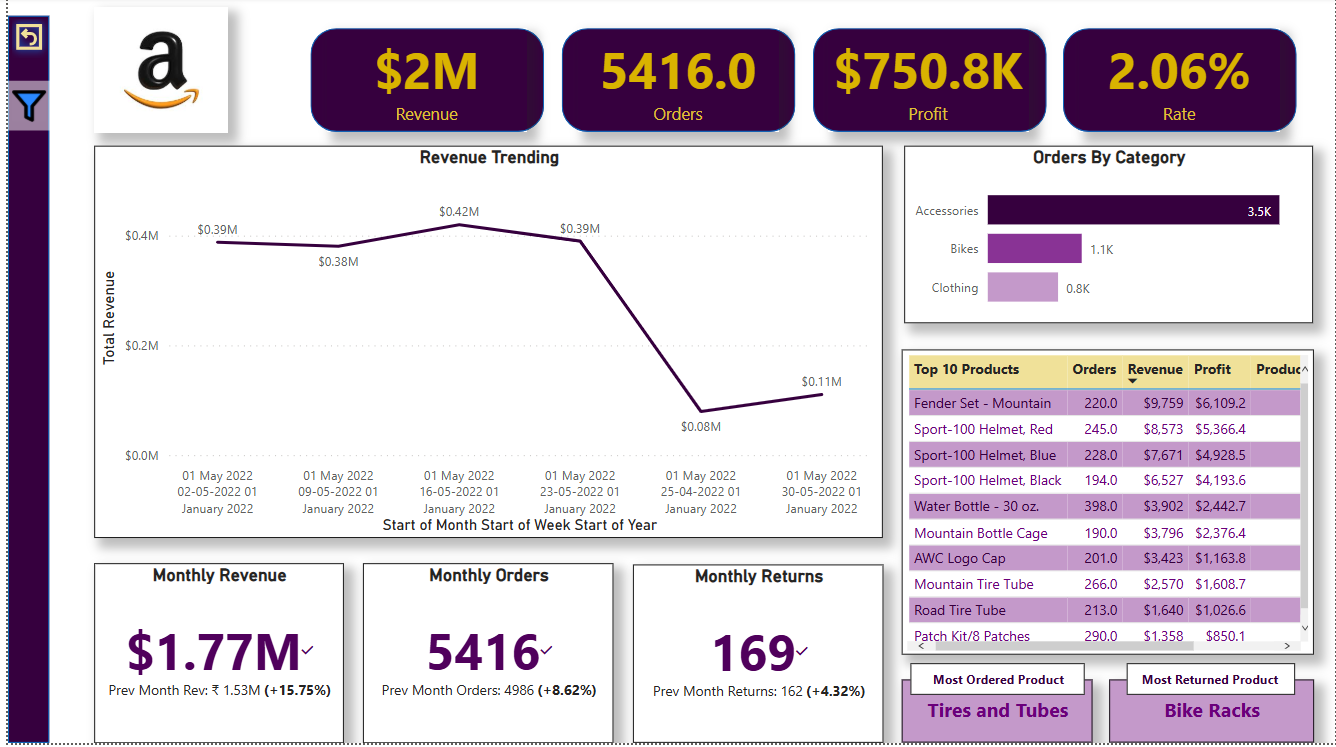 a
$2M
Revenue
5416.0
Orders
$750.8K
Profit
2.06%
Rate
Revenue Trending
Total Revenue
$0.4M
$0.2M
$0.0M
$0.39M
$0.38M
$0.42M
$0.39M
$0.08M
$0.11M
01 May 2022 01 May 2022 01 May 2022 01 May 2022 01 May 2022 01 May 2022
02-05-2022 01 09-05-2022 01 16-05-2022 01 23-05-2022 01 25-04-2022 01 30-05-2022 01
January 2022 January 2022 January 2022 January 2022 January 2022 January 2022
Start of Month Start of Week Start of Year
Orders By Category
Accessories 3.5K
Bikes 1.1K
Clothing 0.8K
Top 10 Products Orders Revenue Profit Produc
Fender Set - Mountain 220.0 $9,759 $6,109.2
Sport-100 Helmet, Red 245.0 $8,573 $5,366.4
Sport-100 Helmet, Blue 228.0 $7,671 $4,928.5
Sport-100 Helmet, Black 194.0 $6,527 $4,193.6
Water Bottle - 30 oz. 398.0 $3,902 $2,442.7
Mountain Bottle Cage 190.0 $3,796 $2,376.4
AWC Logo Cap 201.0 $3,423 $1,163.8
Mountain Tire Tube 266.0 $2,570 $1,608.7
Road Tire Tube 213.0 $1,640 $1,026.6
Patch Kit/8 Patches 290.0 $1,358 $850.1
Monthly Revenue
$1.77M
Prev Month Rev: ₹ 1.53M (+15.75%)
Monthly Orders
5416
Prev Month Orders: 4986 (+8.62%)
Monthly Returns
169
Prev Month Returns: 162 (+4.32%)
Most Ordered Product
Tires and Tubes
Most Returned Product
Bike Racks